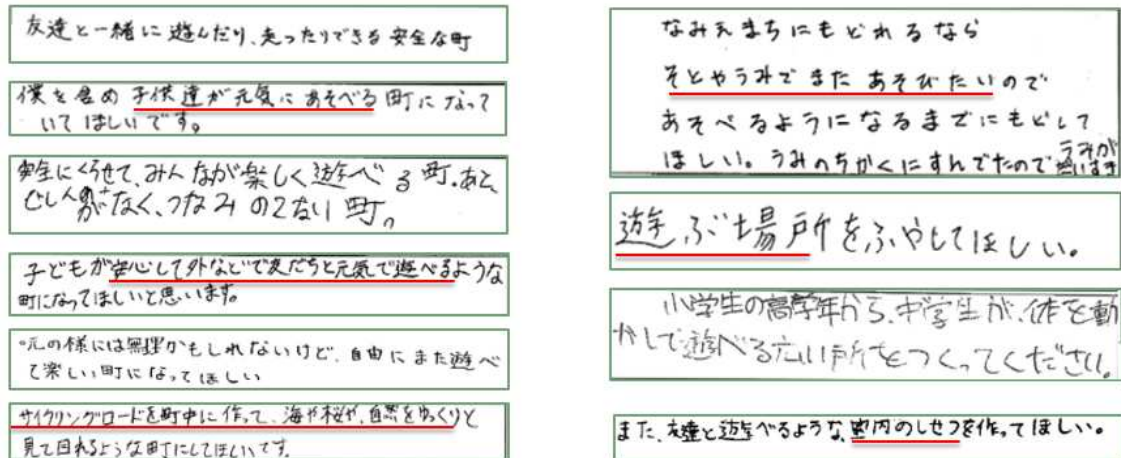 友達と一緒に遊んだり、走ったりできる安全な町
僕を含め子供達が元気にあそべる町になって
いてほしいです。
安全にくらせて、みんなが楽しく遊べる町。あと、
じしんがなく、つなみのこない町。
子どもが安心して外などで友だちと元気で遊べるような
町になってほしいと思います。
・元の様には無理かもしれないけど、自由にまた遊べ
て楽しい町になってほしい
サイクリングロードを町中に作って、海や桜や、自然をゆっくりと
見て回れるような町にしてほしいです。
なみえまちにもどれるなら
そとやうみでまたあそびたいので
あそべるようになるまでにもどして
ほしい。うみのちかくにすんでたので うみが
遊ぶ場所をふやしてほしい。
小学生の高学年から、中学生が、体を動
かして遊べる広い所をつくってください。
また、友達と遊べるような、町内のしせつを作ってほしい。